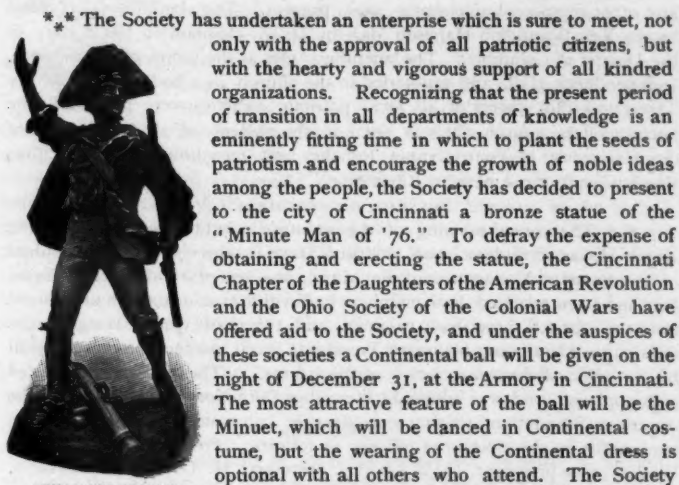 *** The Society has undertaken an enterprise which is sure to meet, not
only with the approval of all patriotic citizens, but
with the hearty and vigorous support of all kindred
organizations. Recognizing that the present period
of transition in all departments of knowledge is an
eminently fitting time in which to plant the seeds of
patriotism and encourage the growth of noble ideas
among the people, the Society has decided to present
to the city of Cincinnati a bronze statue of the
"Minute Man of '76." To defray the expense of
obtaining and erecting the statue, the Cincinnati
Chapter of the Daughters of the American Revolution
and the Ohio Society of the Colonial Wars have
offered aid to the Society, and under the auspices of
these societies a Continental ball will be given on the
night of December 31, at the Armory in Cincinnati.
The most attractive feature of the ball will be the
Minuet, which will be danced in Continental cos-
tume, but the wearing of the Continental dress is
optional with all others who attend. The Society